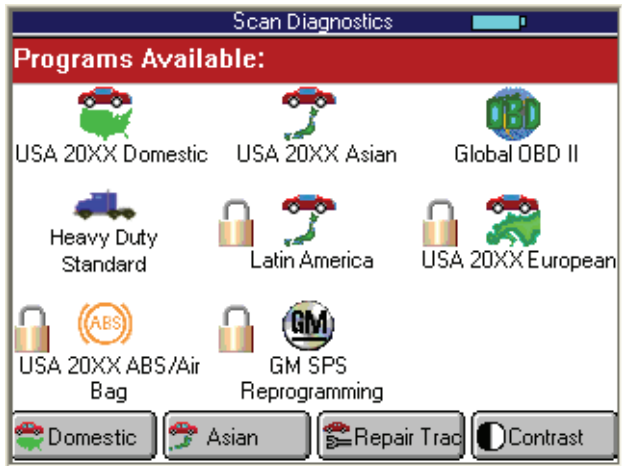 Scan Diagnostics
Programs Available:
USA 20XX Domestic
USA 20XX Asian
OBD
Global OBD II
Heavy Duty
Standard
Latin America
USA 20XX European
(ABS)
USA 20XX ABS/Air
Bag
GM
GM SPS
Reprogramming
Domestic
Asian
Repair Trac
Contrast